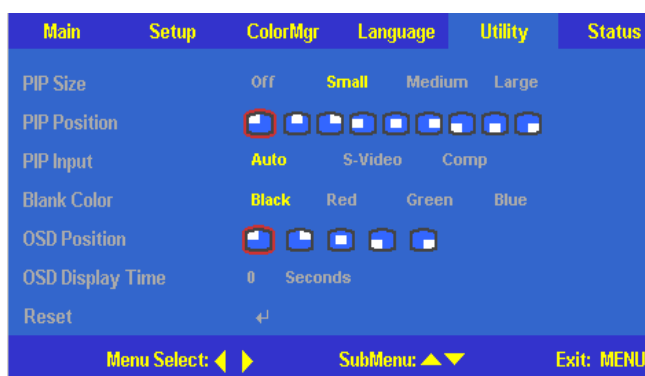 Main Setup ColorMgr Language Utility Status
PIP Size Off Small Medium Large
PIP Position
PIP Input Auto S-Video Comp
Blank Color Black Red Green Blue
OSD Position
OSD Display Time 0 Seconds
Reset
Menu Select: SubMenu: Exit: MENU